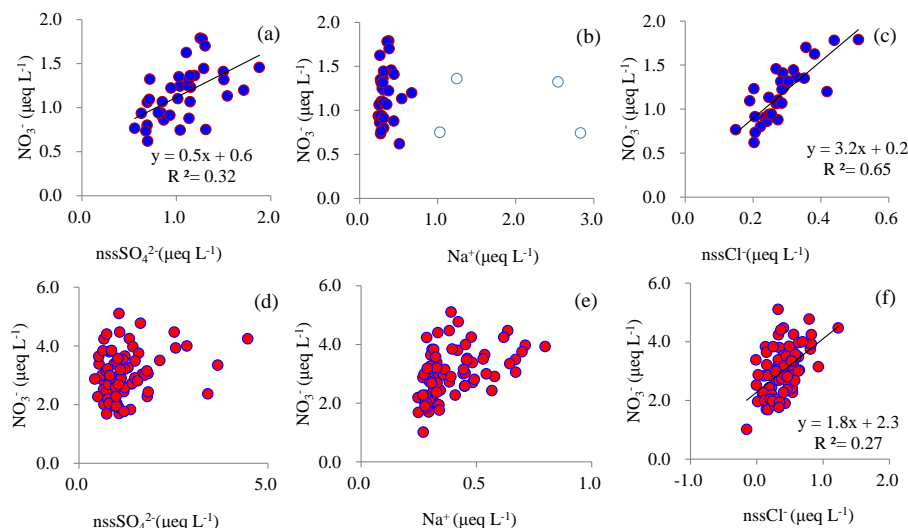 (a)
2.0
1.5
1.0
0.5
0.0
NO₃⁻ (µeq L⁻¹)
y = 0.5x + 0.6
R ²= 0.32
0.0 1.0 2.0
nssSO₄²⁻(µeq L⁻¹)
(b)
2.0
1.5
1.0
0.5
0.0
NO₃⁻ (µeq L⁻¹)
0.0 1.0 2.0 3.0
Na⁺(µeq L⁻¹)
(c)
2.0
1.5
1.0
0.5
0.0
NO₃⁻ (µeq L⁻¹)
y = 3.2x + 0.2
R ²= 0.65
0.0 0.2 0.4 0.6
nssCl⁻(µeq L⁻¹)
(d)
6.0
4.0
2.0
0.0
NO₃⁻ (µeq L⁻¹)
0.0 5.0
nssSO₄²⁻(µeq L⁻¹)
(e)
6.0
4.0
2.0
0.0
NO₃⁻ (µeq L⁻¹)
0.0 0.5 1.0
Na⁺(µeq L⁻¹)
(f)
6.0
4.0
2.0
0.0
NO₃⁻ (µeq L⁻¹)
y = 1.8x + 2.3
R ²= 0.27
-1.0 0.0 1.0 2.0
nssCl⁻(µeq L⁻¹)